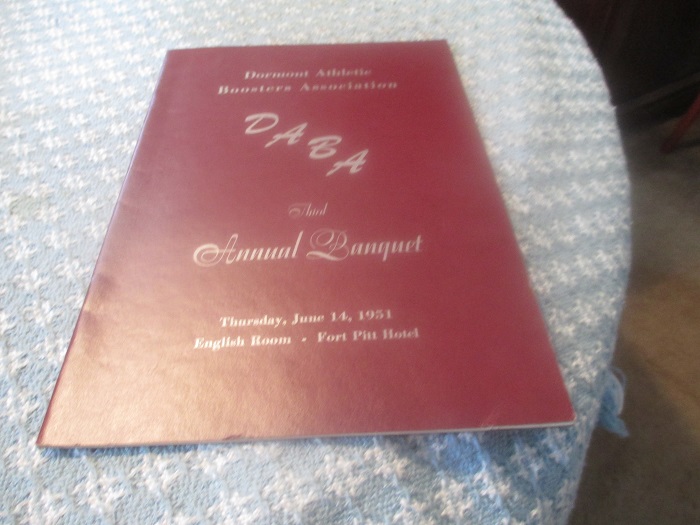 Dormont Athletic
Boosters Association
DABA
Third
Annual Banquet
Thursday, June 14, 1951
English Room · Fort Pitt Hotel